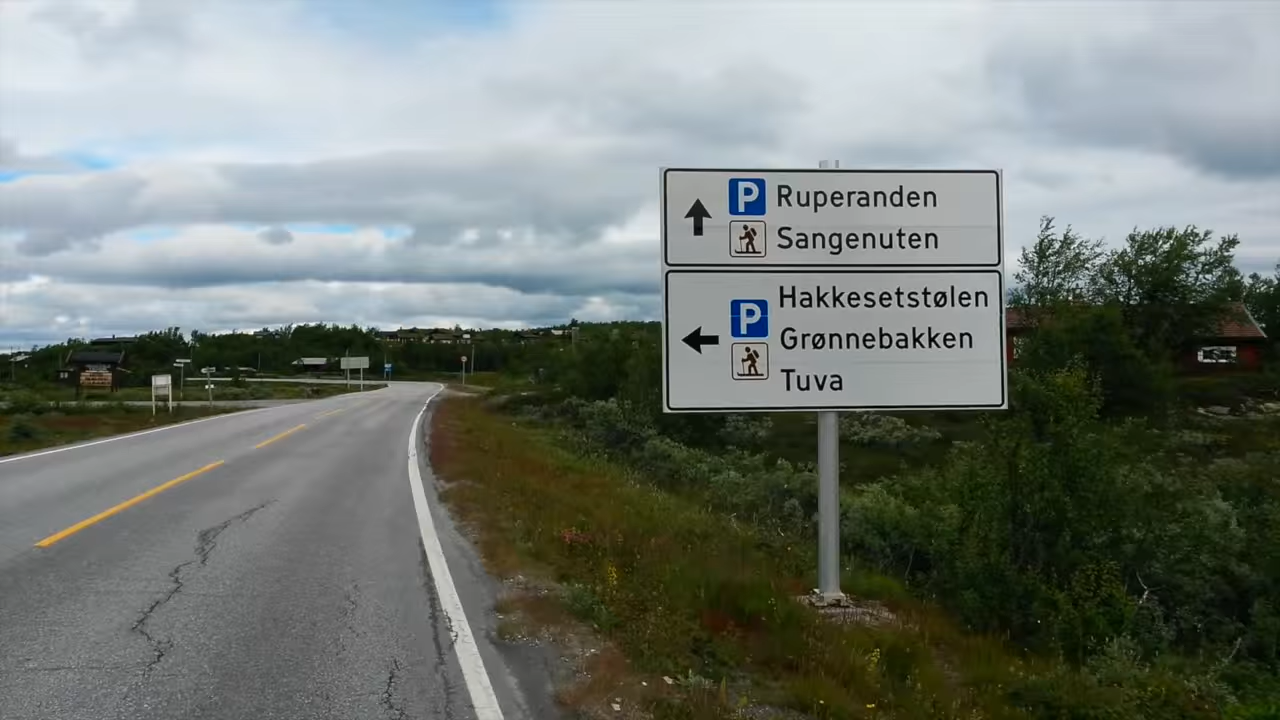 P Ruperanden
Sangenuten
P Hakkesetstølen
Grønnebakken
Tuva